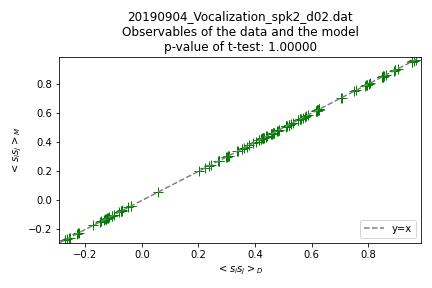 20190904_Vocalization_spk2_d02.dat
Observables of the data and the model
p-value of t-test: 1.00000
< s_i s_j >_M
0.8
0.6
0.4
0.2
0.0
−0.2
−0.2 0.0 0.2 0.4 0.6 0.8
y=x
< s_i s_j >_D